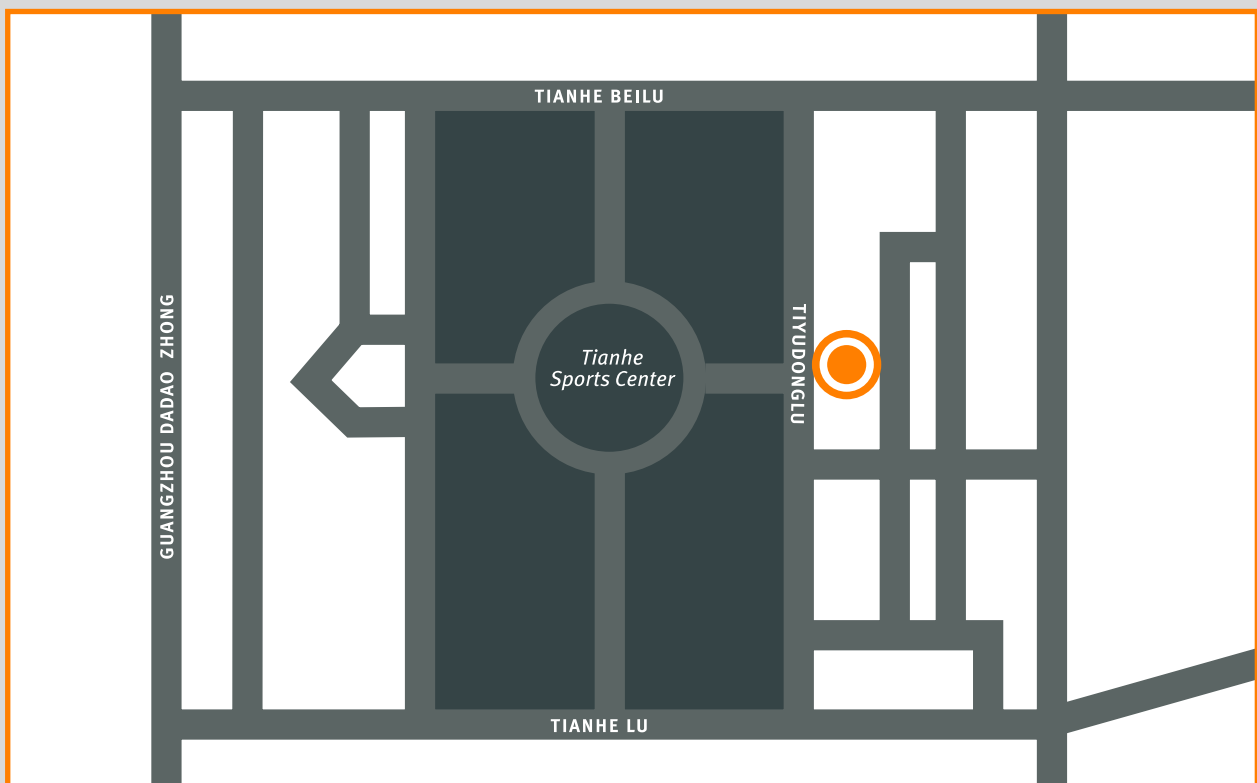 TIANHE BEILU
GUANGZHOU DADAO ZHONG
Tianhe
Sports Center
TIYUDONGLU
TIANHE LU